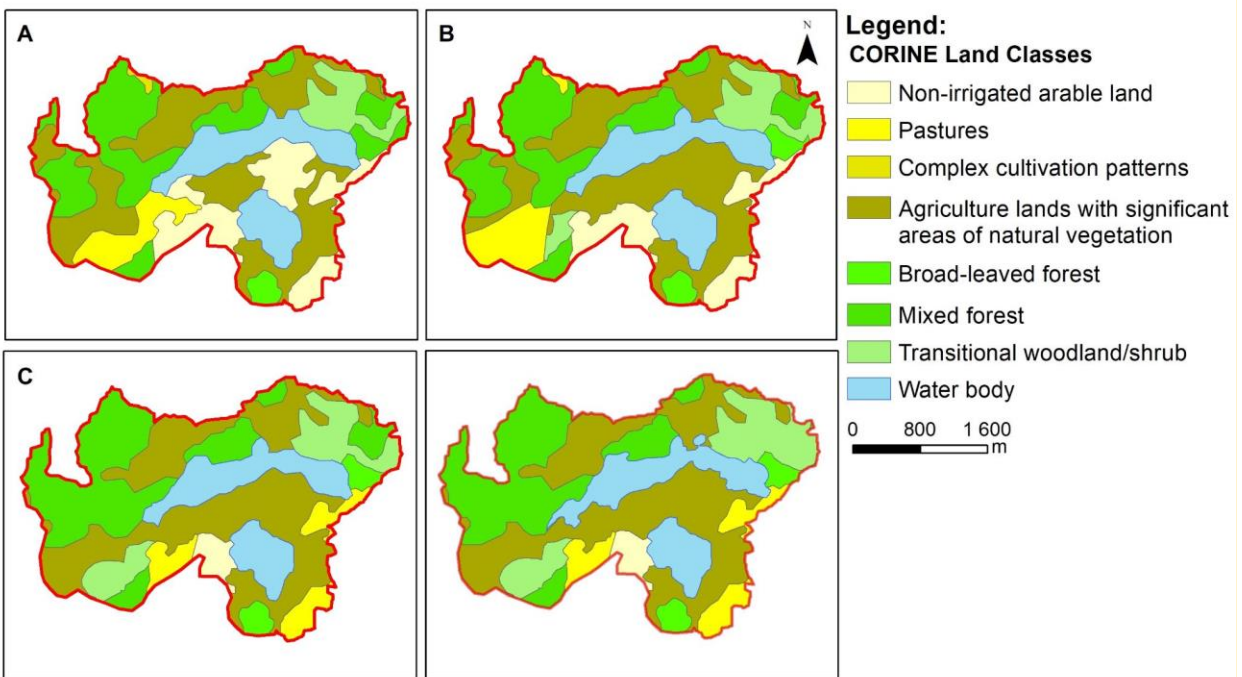 A
B
N
C
Legend:
CORINE Land Classes
Non-irrigated arable land
Pastures
Complex cultivation patterns
Agriculture lands with significant
areas of natural vegetation
Broad-leaved forest
Mixed forest
Transitional woodland/shrub
Water body
0 800 1 600
m